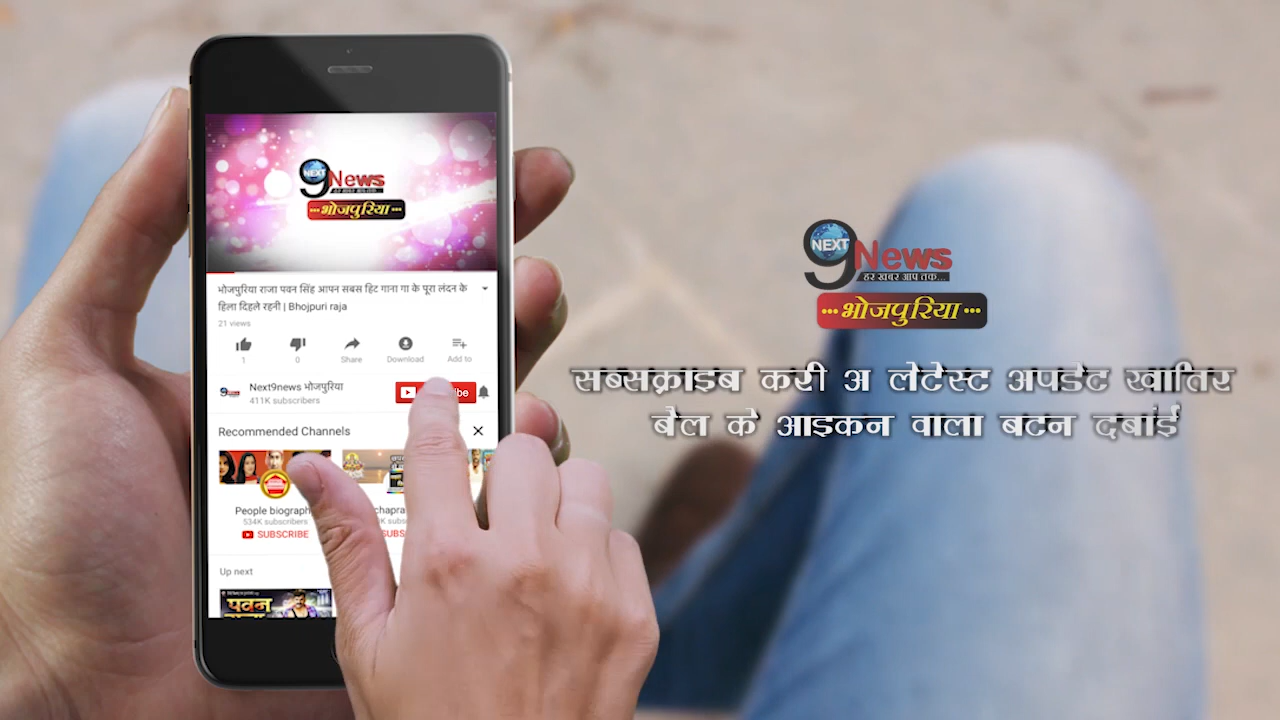 NEXT
9 News
हर खबर आप तक...
•••भोजपुरिया•••
भोजपुरिया राजा पवन सिंह आपन सबस हिट गाना गा के पूरा लंदन के
हिला दिहले रहनी | Bhojpuri raja
21 views
1
0
Share
Download
Add to
Next9news भोजपुरिया
411K subscribers
Recommended Channels
People biograph
534K subscribers
SUBSCRIBE
Up next
पवन
NEXT
9 News
हर खबर आप तक...
•••भोजपुरिया•••
सब्सक्राइब करी अ लेटेस्ट अपडेट खातिर
बैल के आइकन वाला बटन दबांई